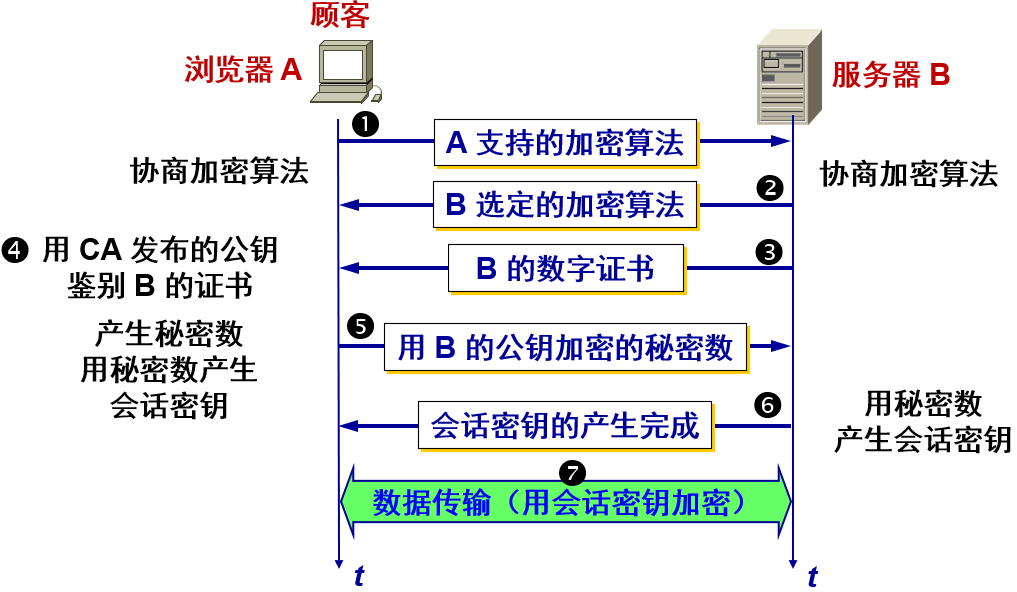 顾客
浏览器 A
服务器 B
❶
A 支持的加密算法
协商加密算法
协商加密算法
❷
B 选定的加密算法
❸
B 的数字证书
❹ 用 CA 发布的公钥
鉴别 B 的证书
❺
用 B 的公钥加密的秘密数
产生秘密数
用秘密数产生
会话密钥
❻
会话密钥的产生完成
用秘密数
产生会话密钥
❼
数据传输（用会话密钥加密）
t
t